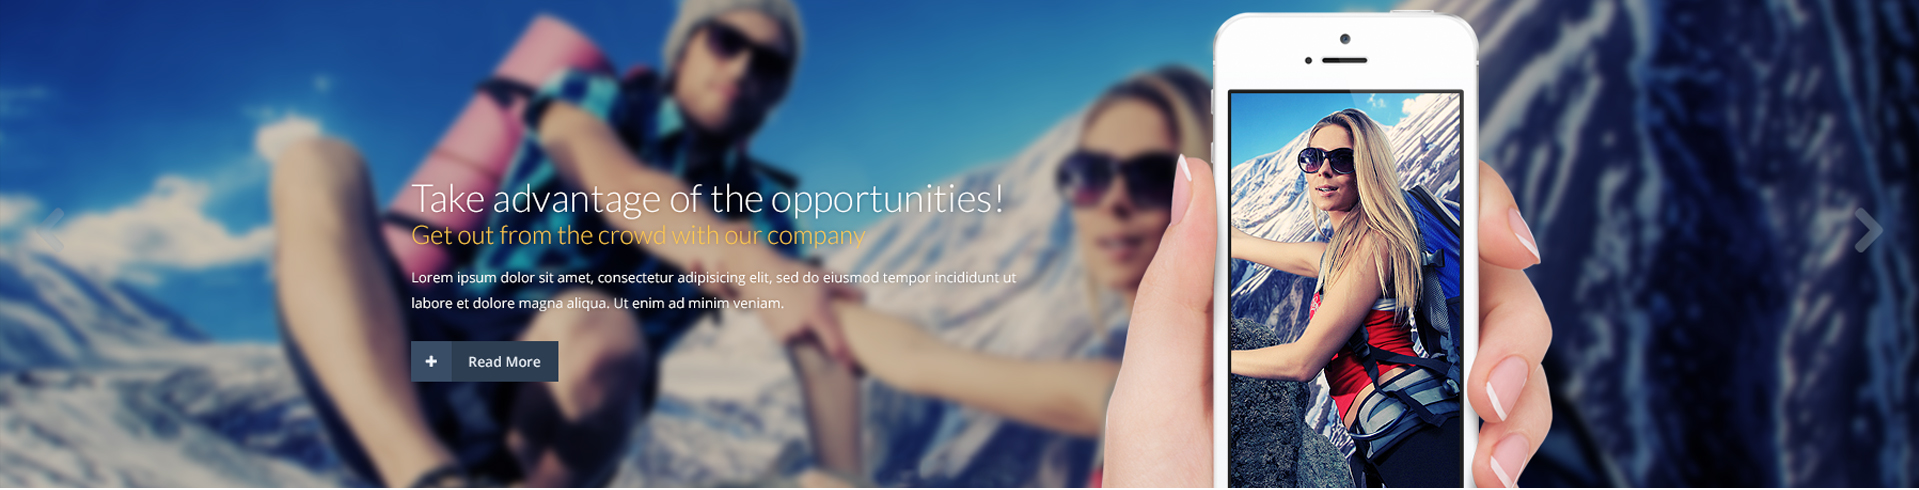 Take advantage of the opportunities!
Get out from the crowd with our company
Lorem ipsum dolor sit amet, consectetur adipisicing elit, sed do eiusmod tempor incididunt ut
labore et dolore magna aliqua. Ut enim ad minim veniam.
Read More